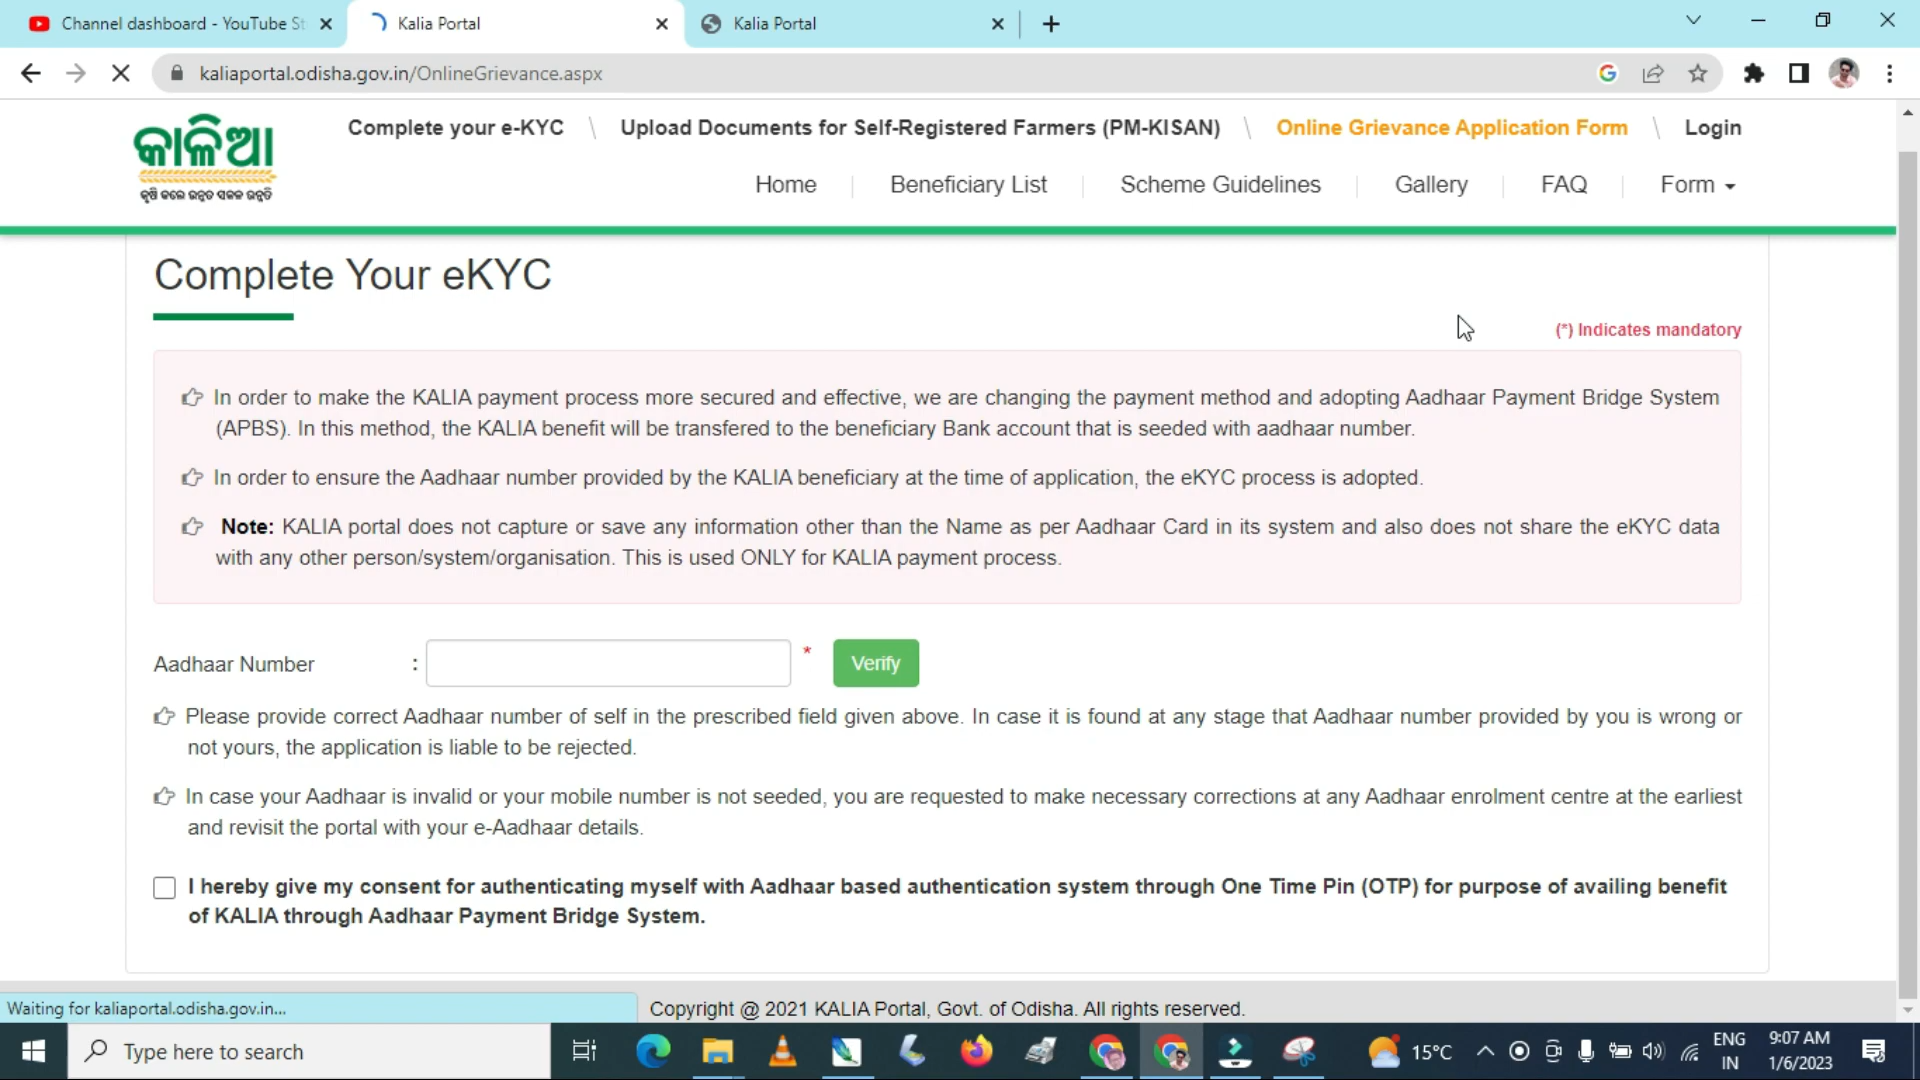 Channel dashboard - YouTube St
Kalia Portal
Kalia Portal
kaliaportal.odisha.gov.in/OnlineGrievance.aspx
Complete your e-KYC \ Upload Documents for Self-Registered Farmers (PM-KISAN) \ Online Grievance Application Form \ Login
କାଳିଆ
କୃଷି କଲେ ଉନ୍ନତ ସକଳ ଉନ୍ନତି
Home | Beneficiary List | Scheme Guidelines | Gallery | FAQ | Form
Complete Your eKYC
(*) Indicates mandatory
In order to make the KALIA payment process more secured and effective, we are changing the payment method and adopting Aadhaar Payment Bridge System
(APBS). In this method, the KALIA benefit will be transfered to the beneficiary Bank account that is seeded with aadhaar number.
In order to ensure the Aadhaar number provided by the KALIA beneficiary at the time of application, the eKYC process is adopted.
Note: KALIA portal does not capture or save any information other than the Name as per Aadhaar Card in its system and also does not share the eKYC data
with any other person/system/organisation. This is used ONLY for KALIA payment process.
Aadhaar Number : * Verify
Please provide correct Aadhaar number of self in the prescribed field given above. In case it is found at any stage that Aadhaar number provided by you is wrong or
not yours, the application is liable to be rejected.
In case your Aadhaar is invalid or your mobile number is not seeded, you are requested to make necessary corrections at any Aadhaar enrolment centre at the earliest
and revisit the portal with your e-Aadhaar details.
I hereby give my consent for authenticating myself with Aadhaar based authentication system through One Time Pin (OTP) for purpose of availing benefit
of KALIA through Aadhaar Payment Bridge System.
Waiting for kaliaportal.odisha.gov.in...
Copyright @ 2021 KALIA Portal, Govt. of Odisha. All rights reserved.
Type here to search
15°C
ENG
IN
9:07 AM
1/6/2023